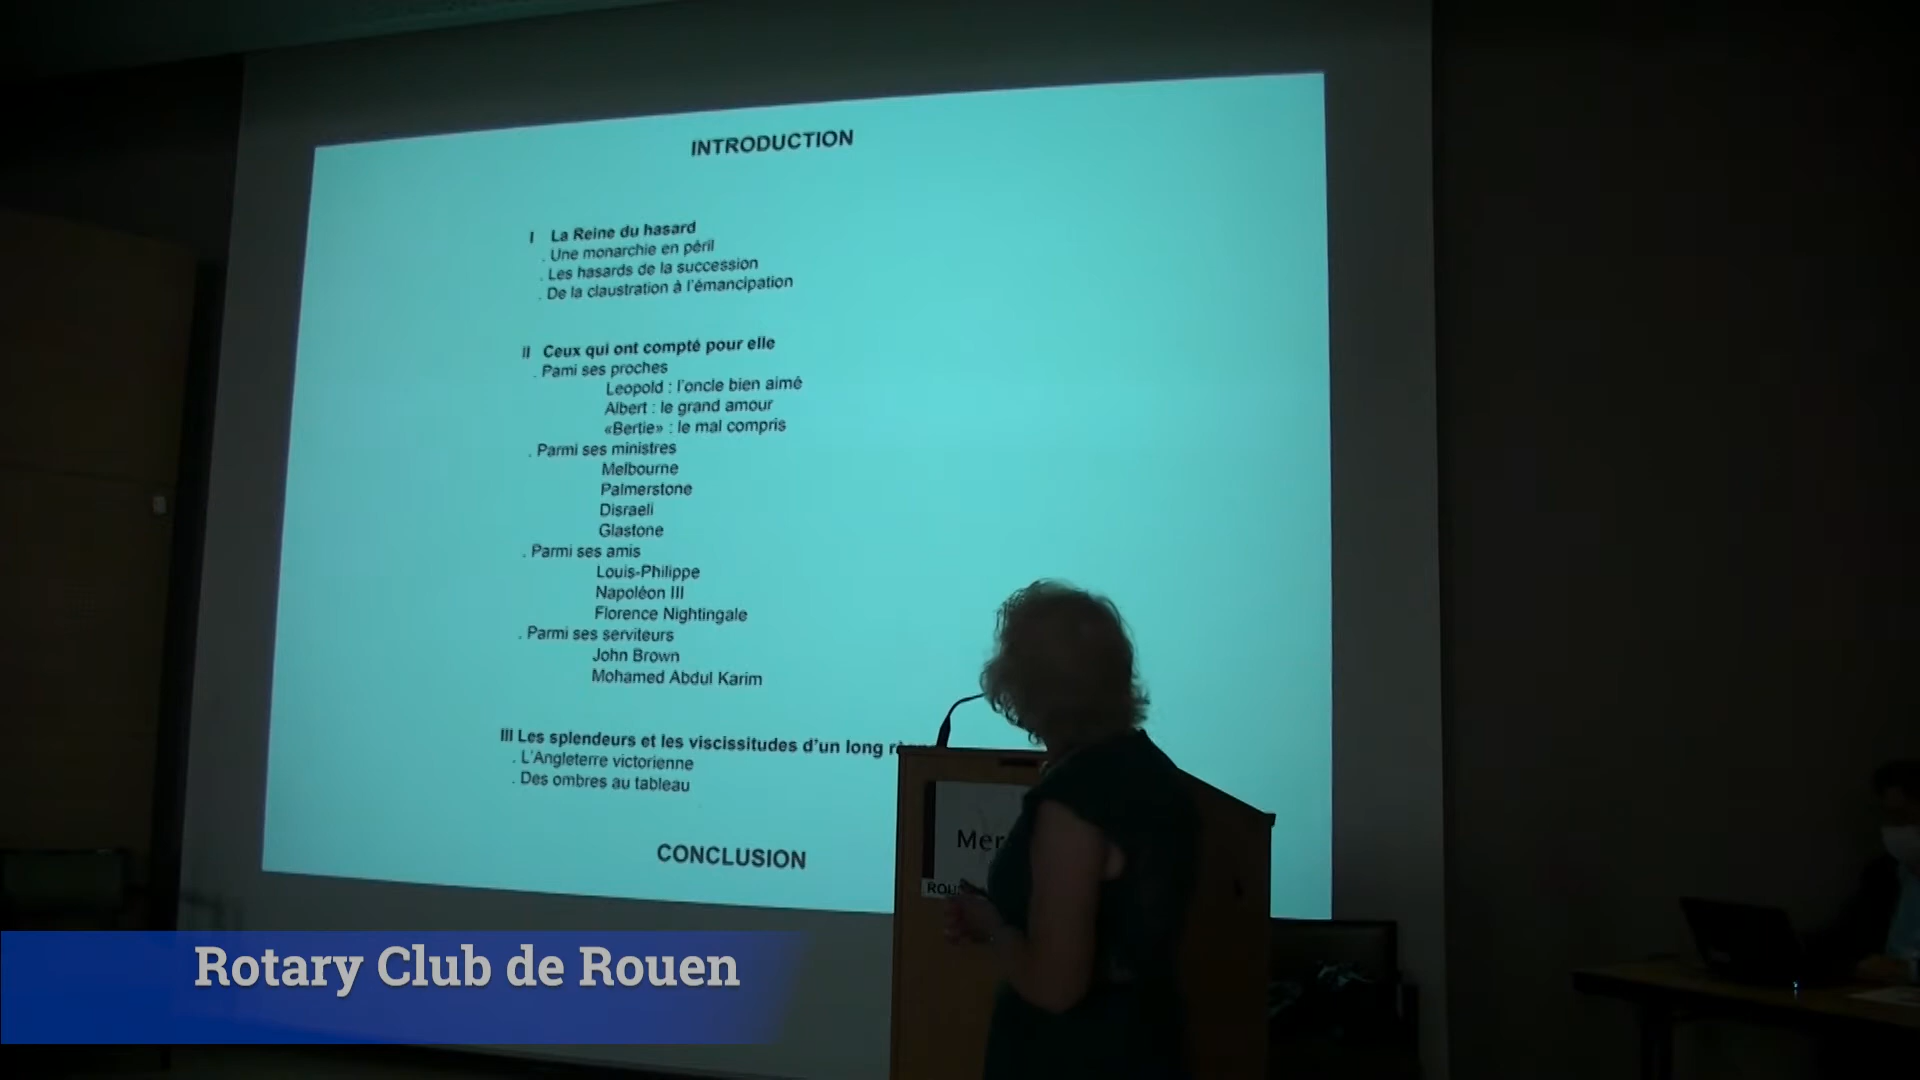 INTRODUCTION
I La Reine du hasard
. Une monarchie en péril
. Les hasards de la succession
. De la claustration à l'émancipation
II Ceux qui ont compté pour elle
. Pami ses proches
Leopold : l'oncle bien aimé
Albert : le grand amour
«Bertie» : le mal compris
. Parmi ses ministres
Melbourne
Palmerstone
Disraeli
Glastone
. Parmi ses amis
Louis-Philippe
Napoléon III
Florence Nightingale
. Parmi ses serviteurs
John Brown
Mohamed Abdul Karim
III Les splendeurs et les viscissitudes d'un long
. L'Angleterre victorienne
. Des ombres au tableau
CONCLUSION
Rotary Club de Rouen